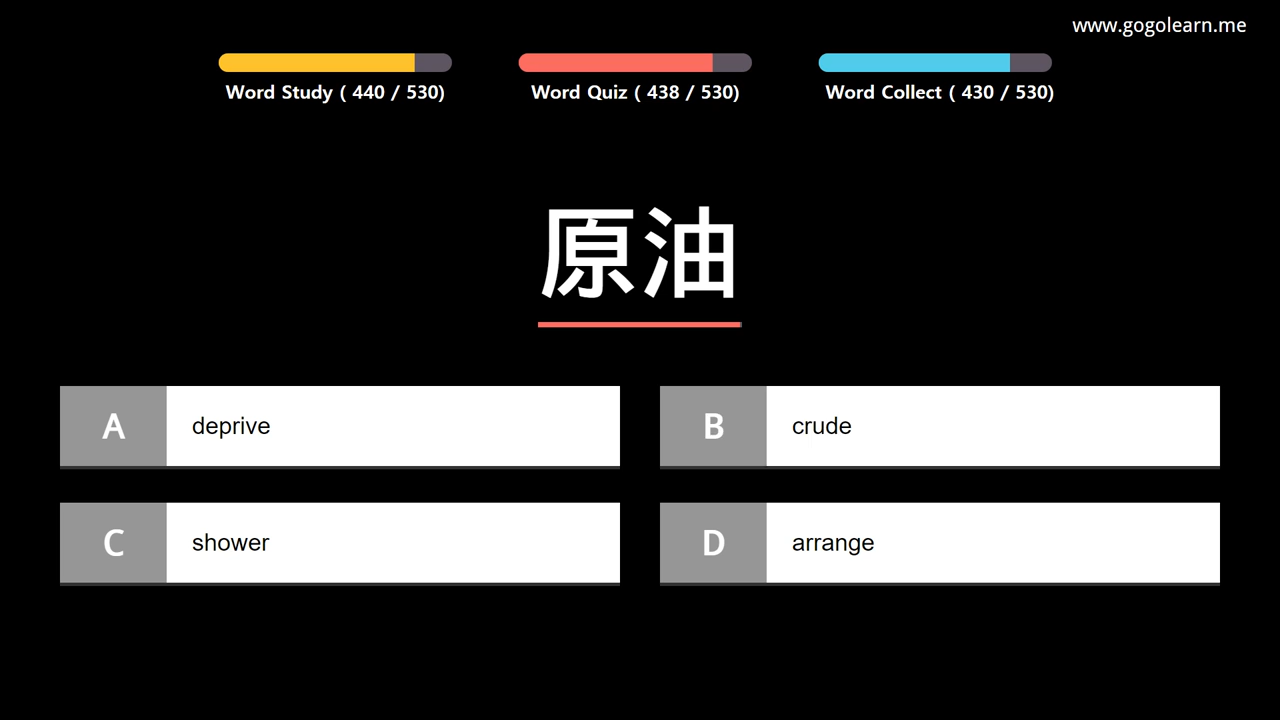 www.gogolearn.me
Word Study ( 440 / 530)
Word Quiz ( 438 / 530)
Word Collect ( 430 / 530)
原油
A deprive
B crude
C shower
D arrange